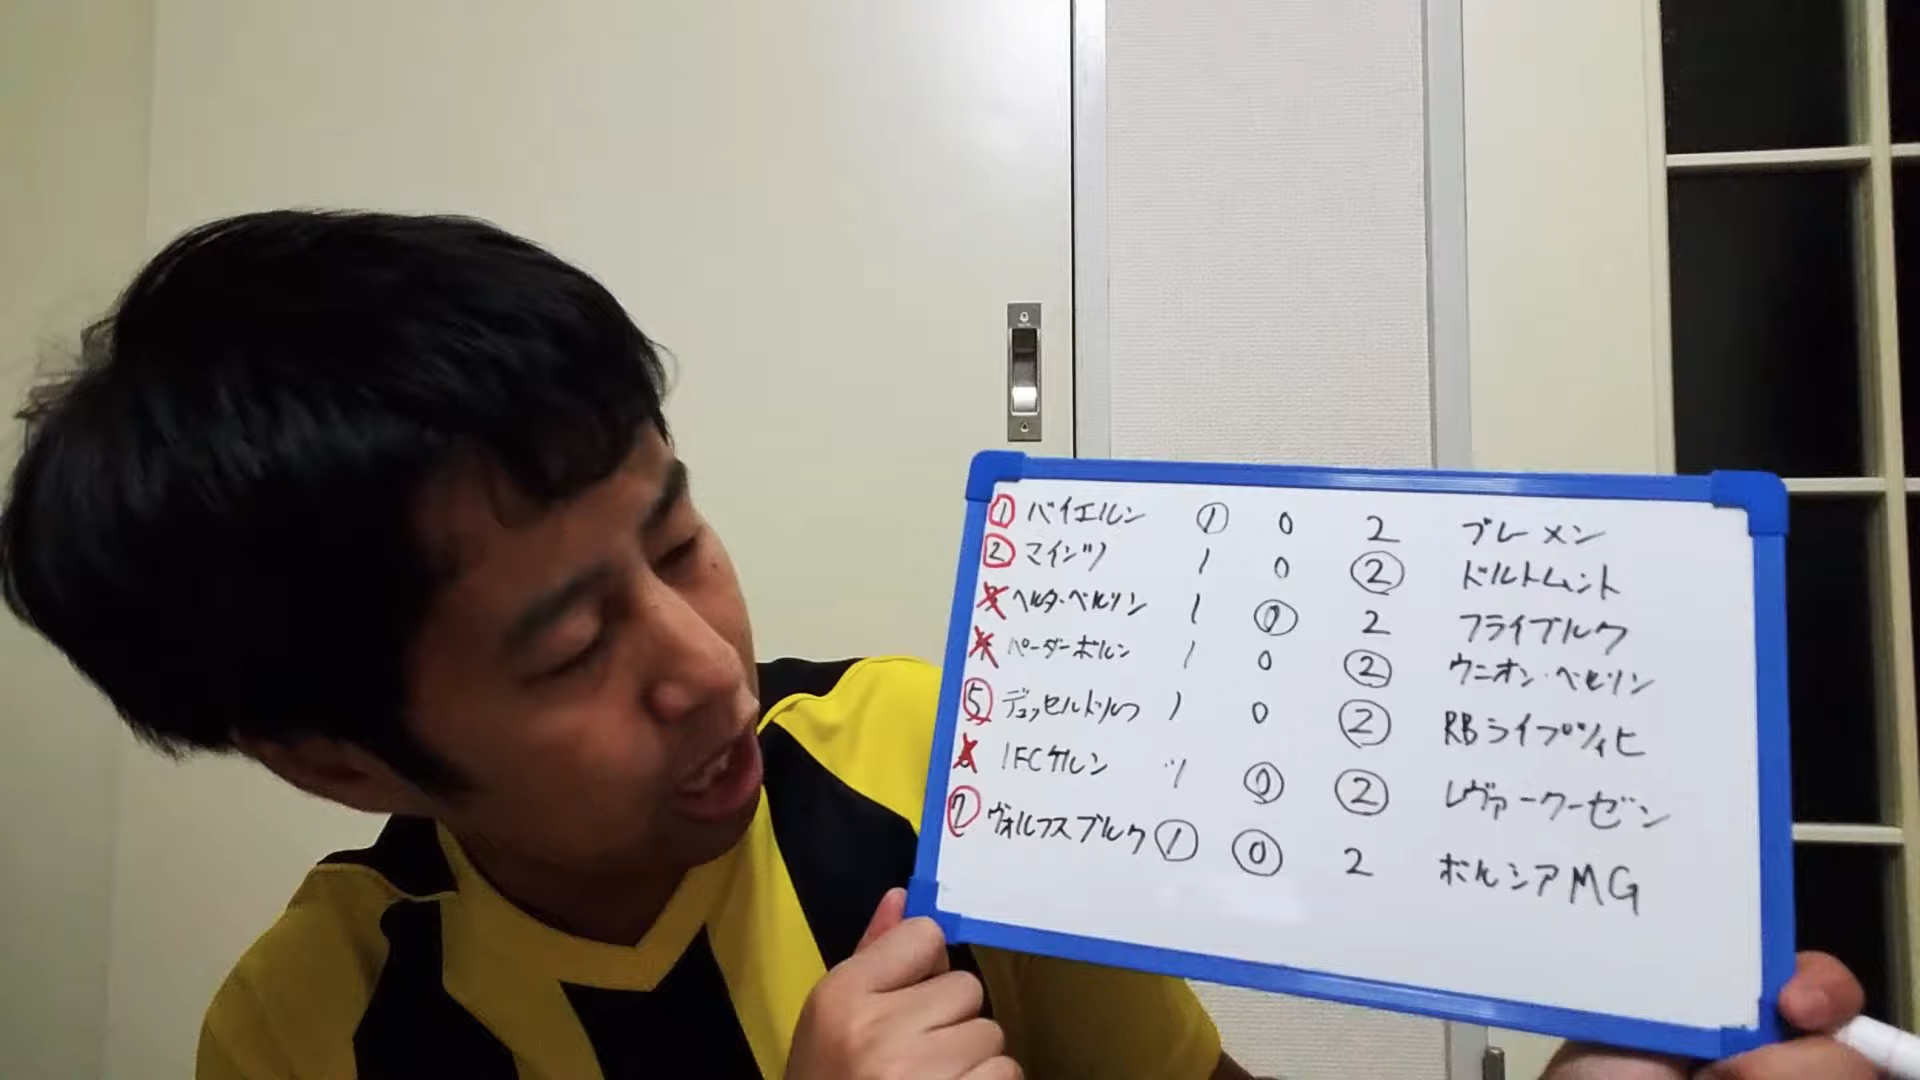 ① バイエルン ① 0 2 ブレーメン
② マインツ 1 0 ② ドルトムント
ヘルタ・ベルリン 1 ⓪ 2 フライブルク
パーダーボルン 1 0 ② ウニオン・ベルリン
⑤ デュッセルドルフ 1 0 ② RBライプツィヒ
1FCケルン 1 ⓪ ② レヴァークーゼン
⑦ ヴォルフスブルク ① ⓪ 2 ボルシアMG